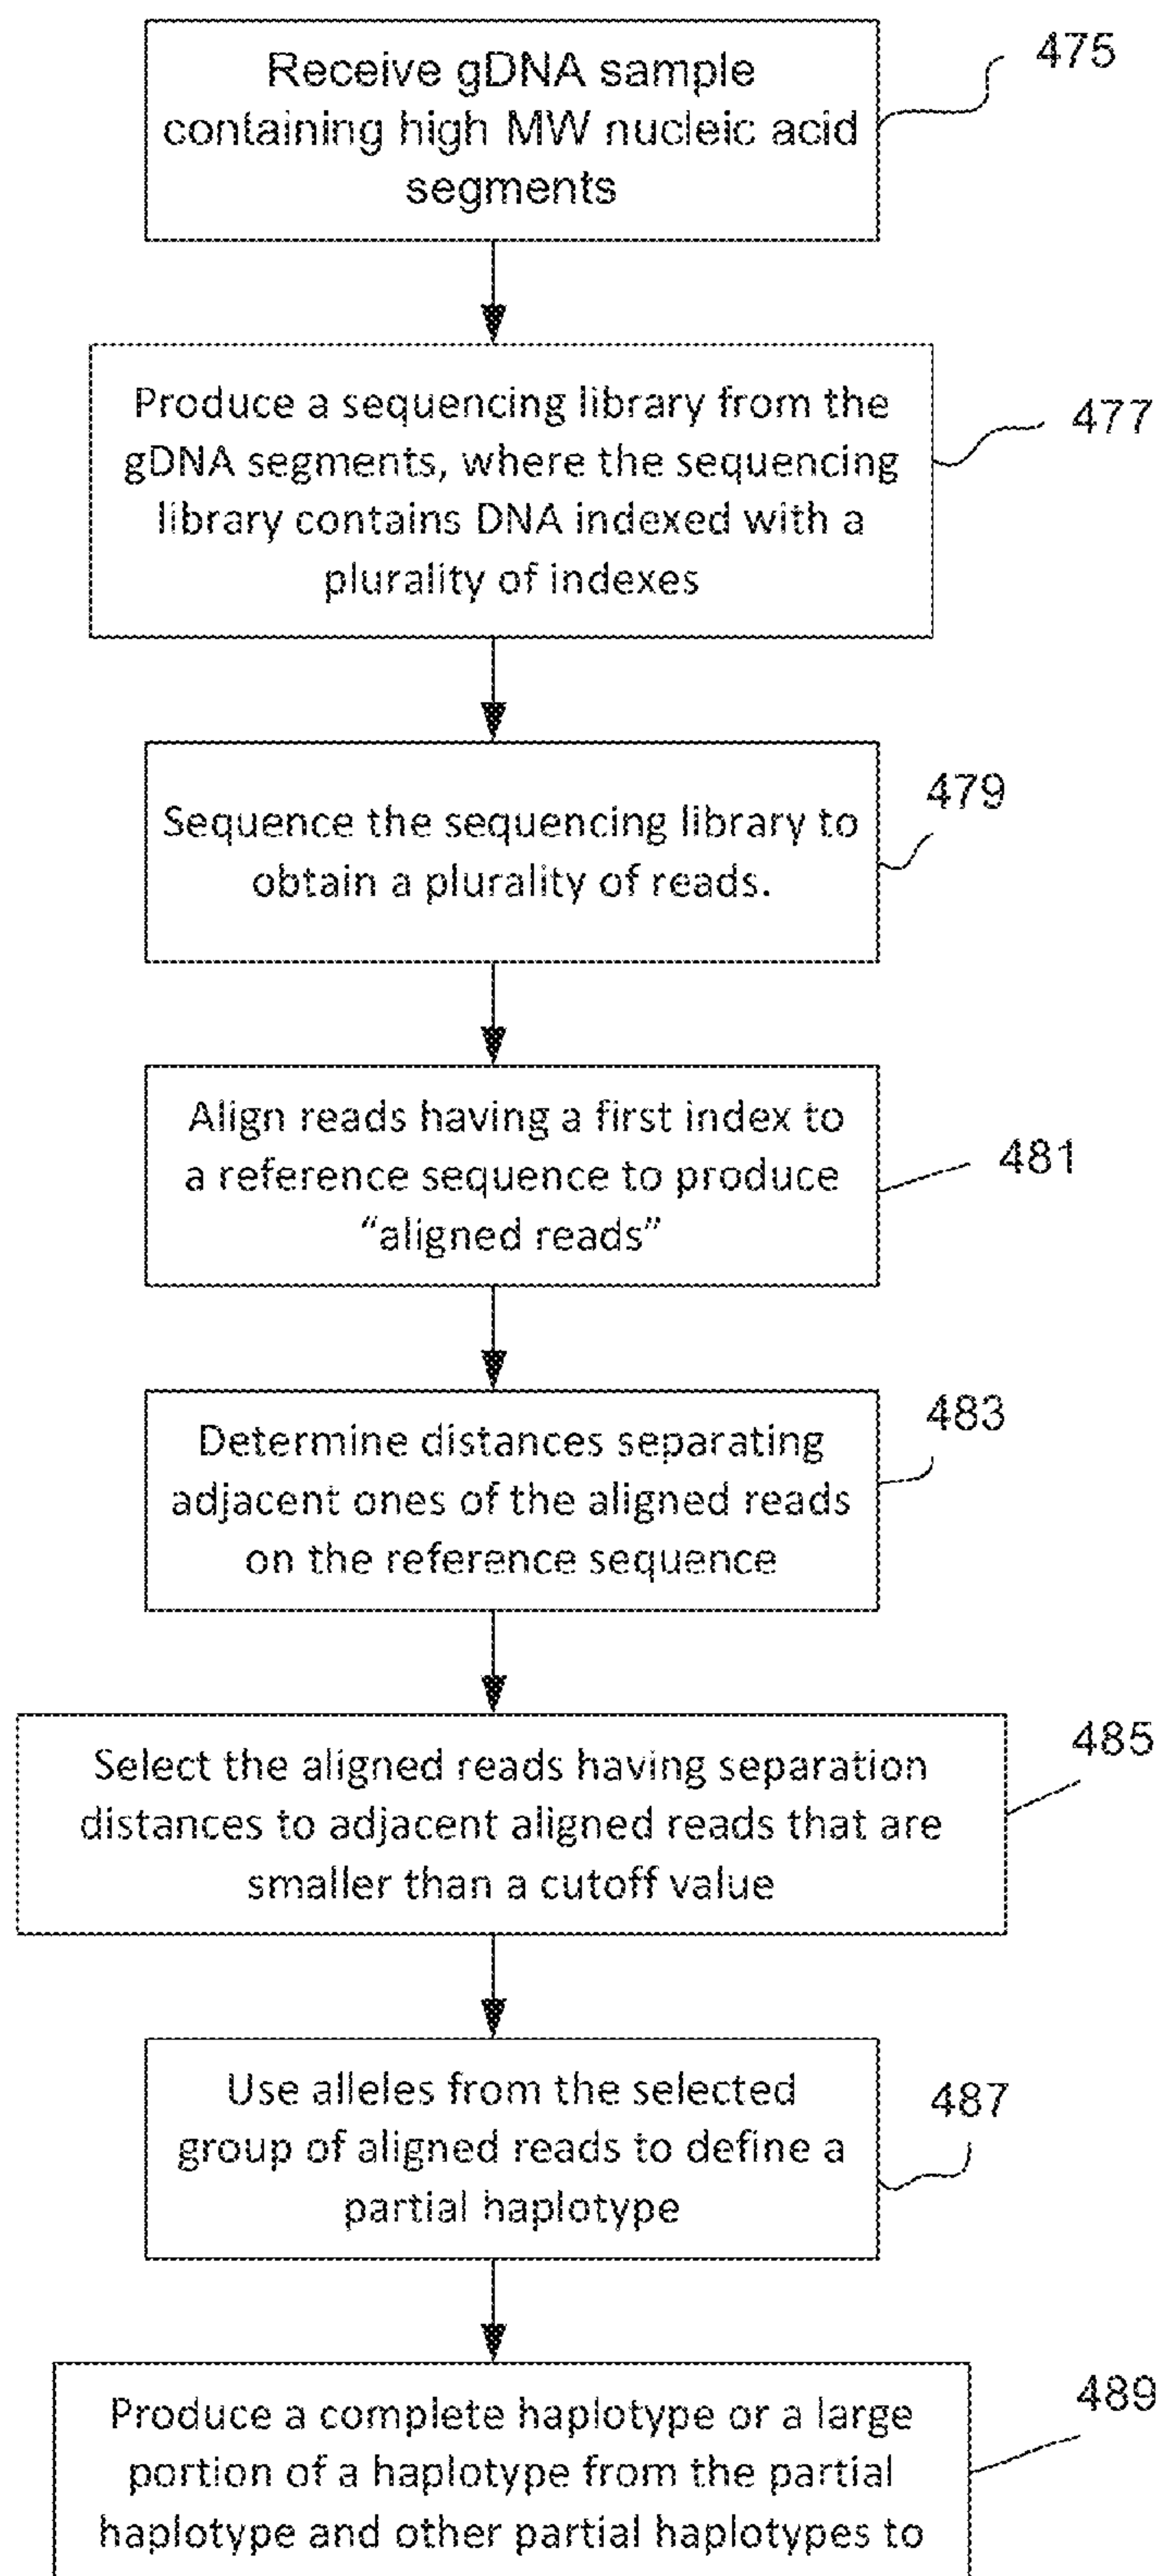 Receive gDNA sample
containing high MW nucleic acid
segments
475
Produce a sequencing library from the
gDNA segments, where the sequencing
library contains DNA indexed with a
plurality of indexes
477
Sequence the sequencing library to
obtain a plurality of reads.
479
Align reads having a first index to
a reference sequence to produce
“aligned reads”
481
Determine distances separating
adjacent ones of the aligned reads
on the reference sequence
483
Select the aligned reads having separation
distances to adjacent aligned reads that are
smaller than a cutoff value
485
Use alleles from the selected
group of aligned reads to define a
partial haplotype
487
Produce a complete haplotype or a large
portion of a haplotype from the partial
haplotype and other partial haplotypes to
489